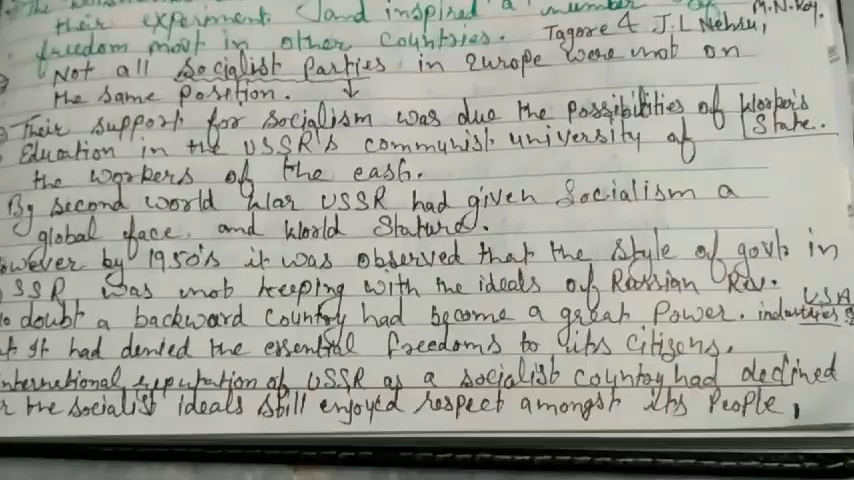 their experiment. (and inspired a number
M.N. Roy.
freedom movt in other countries. Tagore & J.L Nehru,
Not all Socialist Parties in Europe were not on
the same position.
Their support for socialism was due the possibilities of Worker's State.
Eduation in the USSR's communist university of
the workers of the east.
By second world War USSR had given Socialism a
global face, and World Statura.
owever by 1950's it was observed that the style of govt in
SSR was not keeping with the ideals of Russian Rev.
o doubt a backward country had become a great Power. industries
USA
t It had denied the essential freedoms to its citizens.
nternational reputation of USSR as a socialist country had declined
r the socialist ideals still enjoyed respect amongst its People,